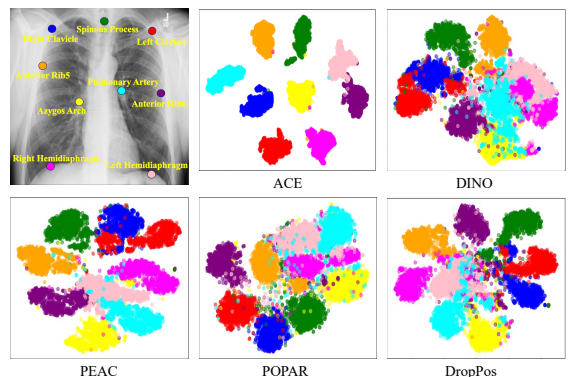 Spinous Process
Right Clavicle
Left Clavicle
Anterior Rib5
Pulmonary Artery
Azygos Arch
Anterior
Right Hemidiaphragm
Left Hemidiaphragm
ACE
DINO
PEAC
POPAR
DropPos